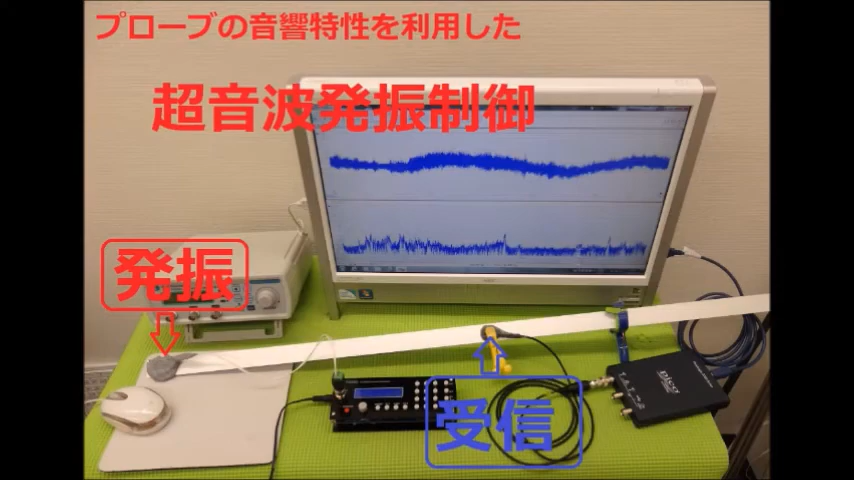 プローブの音響特性を利用した
超音波発振制御
発振
受信
pico